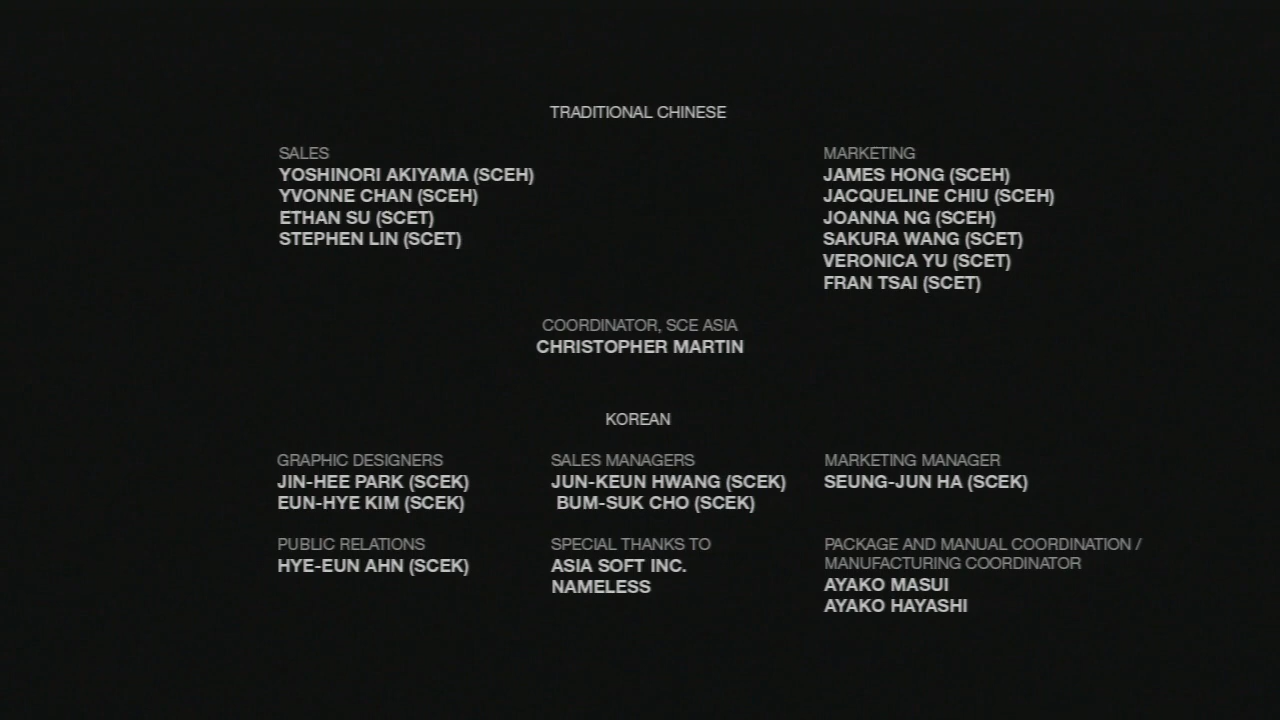 TRADITIONAL CHINESE
SALES
YOSHINORI AKIYAMA (SCEH)
YVONNE CHAN (SCEH)
ETHAN SU (SCET)
STEPHEN LIN (SCET)
MARKETING
JAMES HONG (SCEH)
JACQUELINE CHIU (SCEH)
JOANNA NG (SCEH)
SAKURA WANG (SCET)
VERONICA YU (SCET)
FRAN TSAI (SCET)
COORDINATOR, SCE ASIA
CHRISTOPHER MARTIN
KOREAN
GRAPHIC DESIGNERS
JIN-HEE PARK (SCEK)
EUN-HYE KIM (SCEK)
SALES MANAGERS
JUN-KEUN HWANG (SCEK)
BUM-SUK CHO (SCEK)
MARKETING MANAGER
SEUNG-JUN HA (SCEK)
PUBLIC RELATIONS
HYE-EUN AHN (SCEK)
SPECIAL THANKS TO
ASIA SOFT INC.
NAMELESS
PACKAGE AND MANUAL COORDINATION /
MANUFACTURING COORDINATOR
AYAKO MASUI
AYAKO HAYASHI